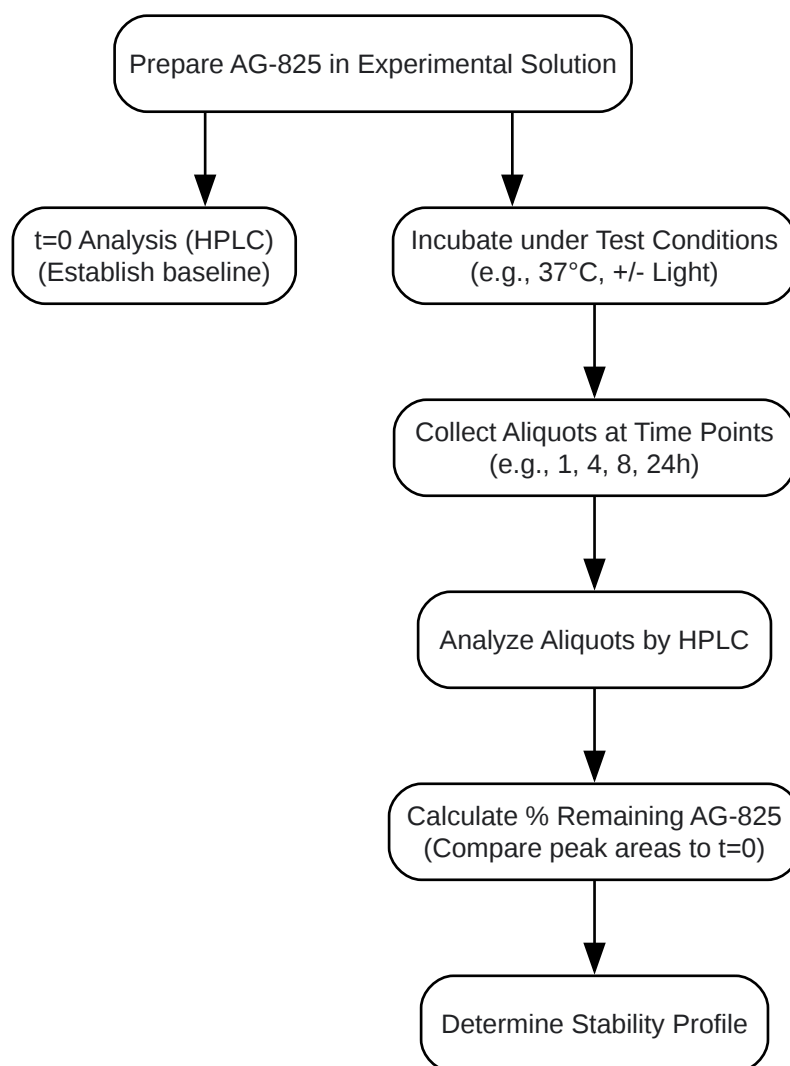 Prepare AG-825 in Experimental Solution
t=0 Analysis (HPLC)
(Establish baseline)
Incubate under Test Conditions
(e.g., 37°C, +/- Light)
Collect Aliquots at Time Points
(e.g., 1, 4, 8, 24h)
Analyze Aliquots by HPLC
Calculate % Remaining AG-825
(Compare peak areas to t=0)
Determine Stability Profile